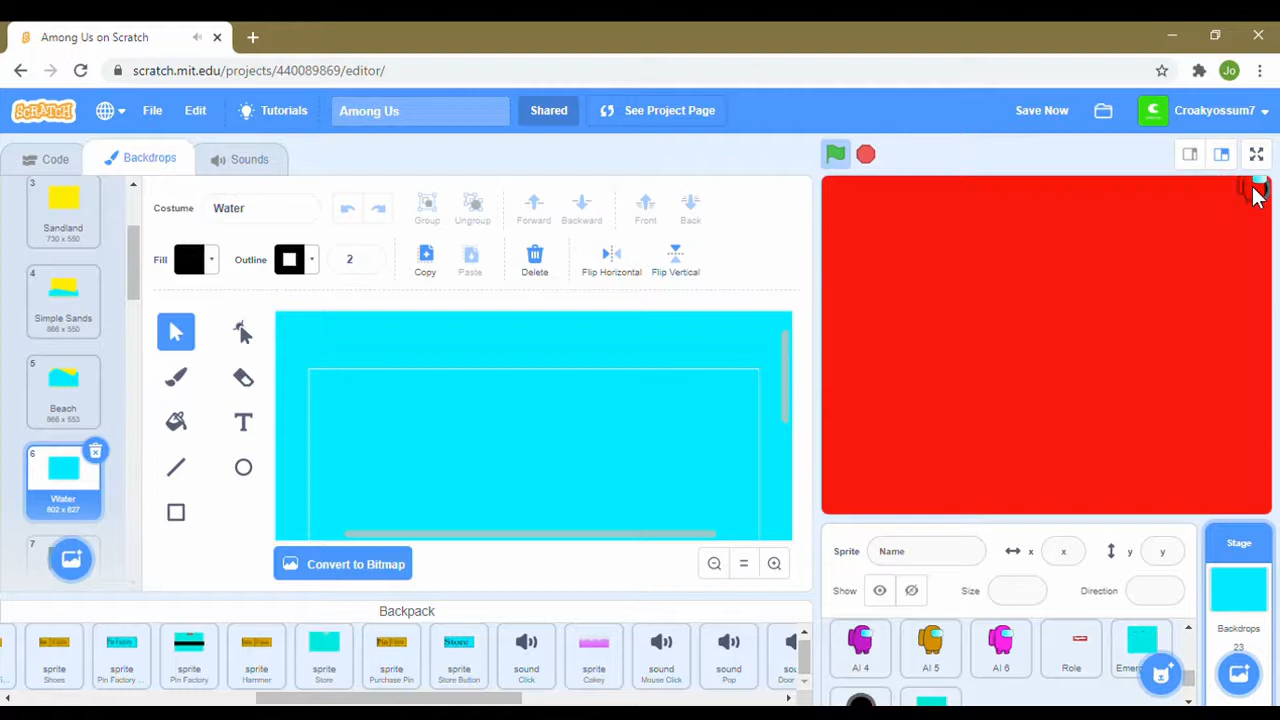 Among Us on Scratch
scratch.mit.edu/projects/440089869/editor/
Jo
SCRATCH
File
Edit
Tutorials
Among Us
Shared
See Project Page
Save Now
Croakyossum7
Code
Backdrops
Sounds
3
Sandland
730 x 550
4
Simple Sands
866 x 550
5
Beach
866 x 553
6
Water
802 x 627
7
Costume
Water
Group
Ungroup
Forward
Backward
Front
Back
Fill
Outline
2
Copy
Paste
Delete
Flip Horizontal
Flip Vertical
T
Convert to Bitmap
Backpack
sprite
Shoes
sprite
Pin Factory ...
sprite
Pin Factory
sprite
Hammer
sprite
Store
sprite
Purchase Pin
Store
sprite
Store Button
sound
Click
sprite
Cakey
sound
Mouse Click
sound
Pop
Sprite
Name
x
x
y
y
Show
Size
Direction
AI 4
AI 5
AI 6
Role
Stage
Backdrops
23